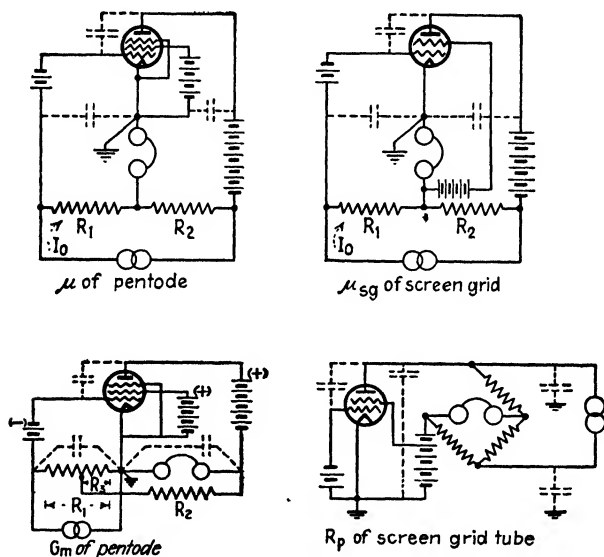 R1 R2
I0
μ of pentode
R1 R2
I0
μsg of screen grid
(-) (+) (+)
R3
R1 R2
Gm of pentode
Rp of screen grid tube